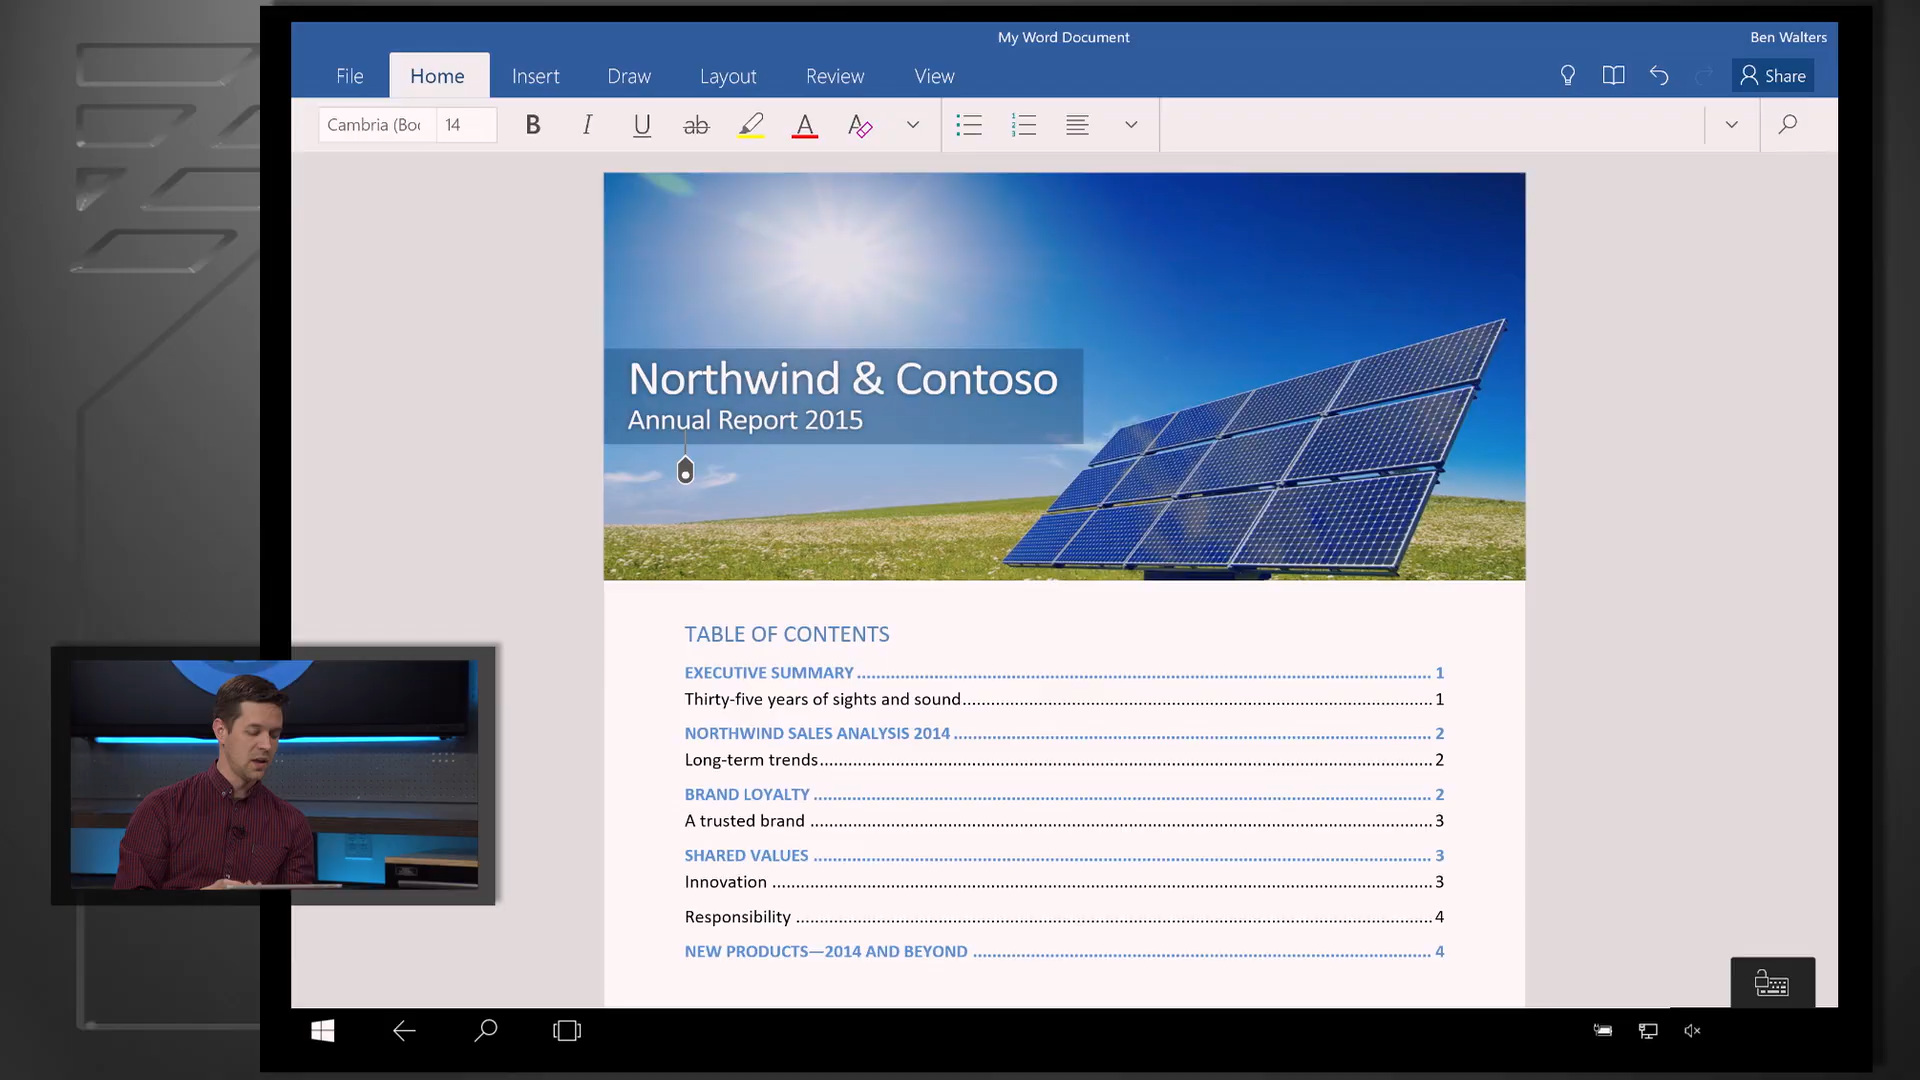 My Word Document
Ben Walters
File Home Insert Draw Layout Review View
Share
Cambria (Boc 14
B I U ab A A
Northwind & Contoso
Annual Report 2015
TABLE OF CONTENTS
EXECUTIVE SUMMARY 1
Thirty-five years of sights and sound 1
NORTHWIND SALES ANALYSIS 2014 2
Long-term trends 2
BRAND LOYALTY 2
A trusted brand 3
SHARED VALUES 3
Innovation 3
Responsibility 4
NEW PRODUCTS—2014 AND BEYOND 4